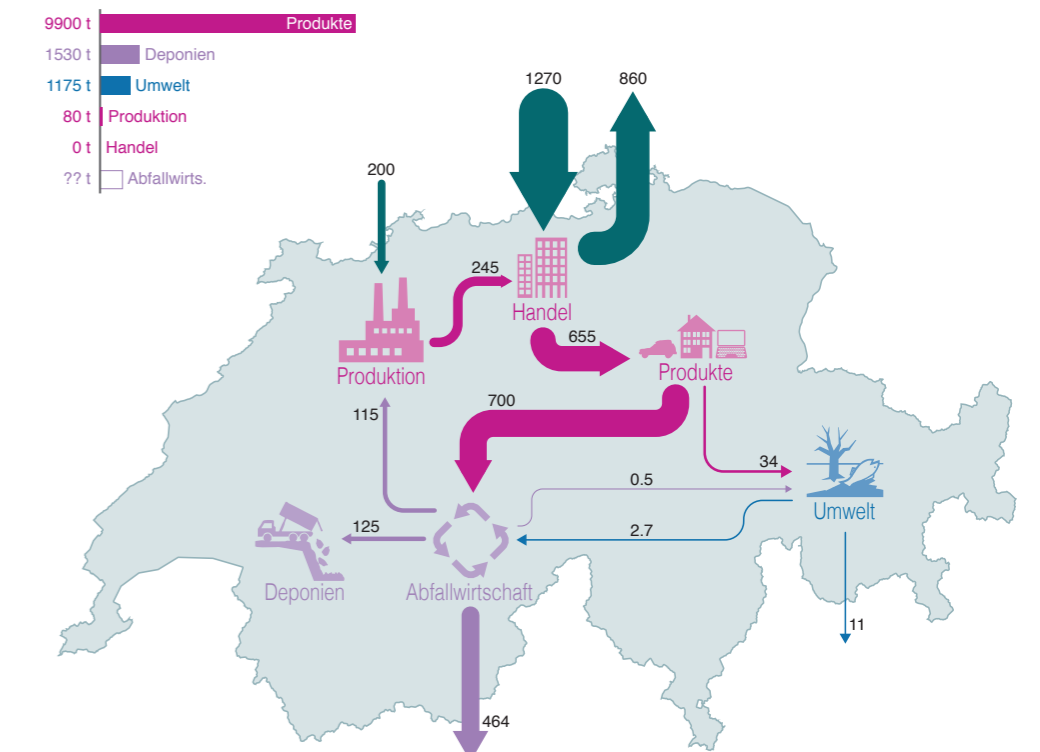 9900 t Produkte
1530 t Deponien
1175 t Umwelt
80 t Produktion
0 t Handel
?? t Abfallwirts.
1270 860
200
245
Handel
655
Produktion
Produkte
115
700
34
0.5
Umwelt
125
2.7
Deponien
Abfallwirtschaft
11
464